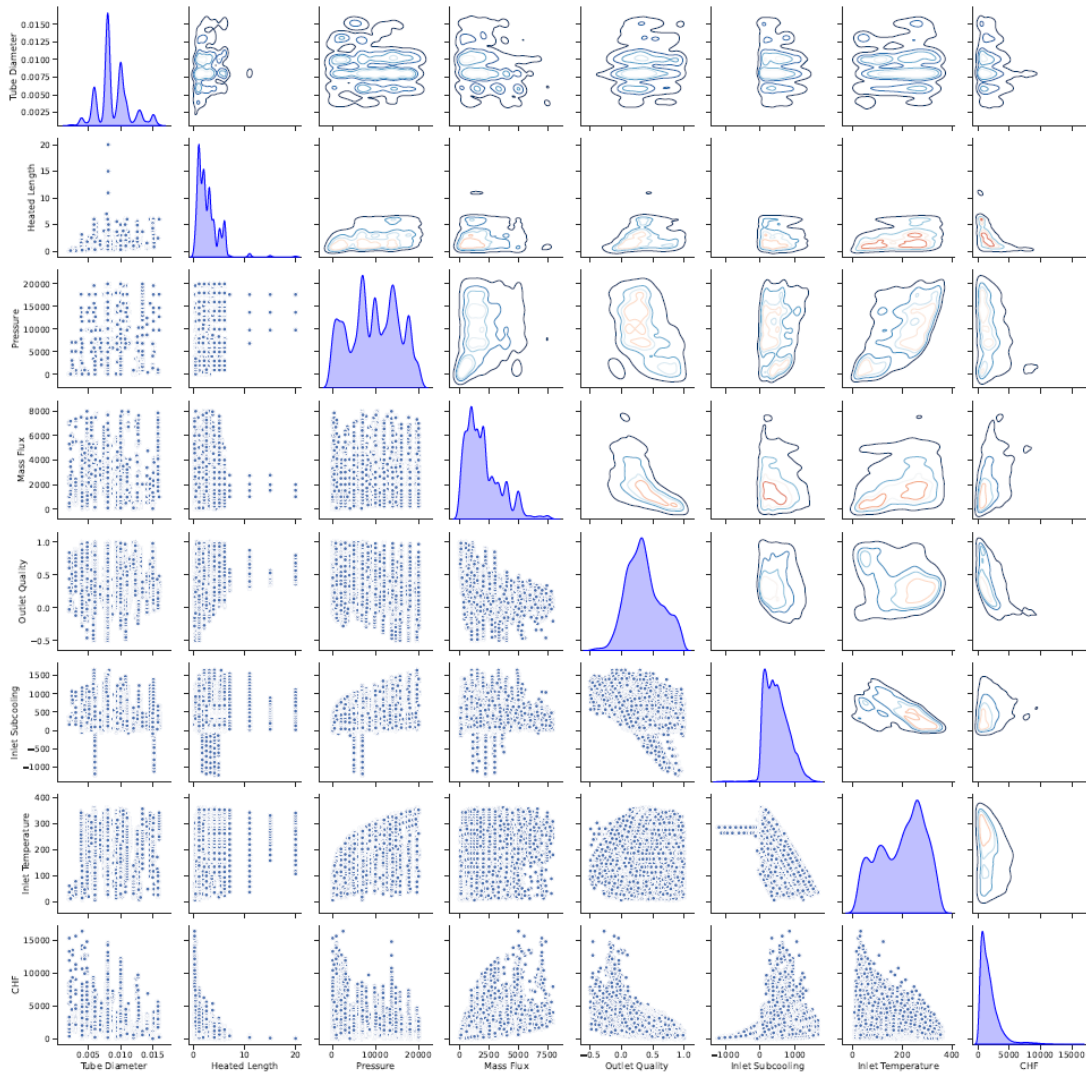 Tube Diameter
0.0150
0.0125
0.0100
0.0075
0.0050
0.0025
Heated Length
20
15
10
5
0
Pressure
20000
15000
10000
5000
0
Mass Flux
8000
6000
4000
2000
0
Outlet Quality
1.0
0.5
0.0
−0.5
Inlet Subcooling
1500
1000
500
0
−500
−1000
Inlet Temperature
400
300
200
100
0
CHF
15000
10000
5000
0
0.005 0.010 0.015
0 10 20
0 10000 20000
0 2500 5000 7500
−0.5 0.0 0.5 1.0
−1000 0 1000
0 200 400
0 5000 10000 15000
Tube Diameter
Heated Length
Pressure
Mass Flux
Outlet Quality
Inlet Subcooling
Inlet Temperature
CHF